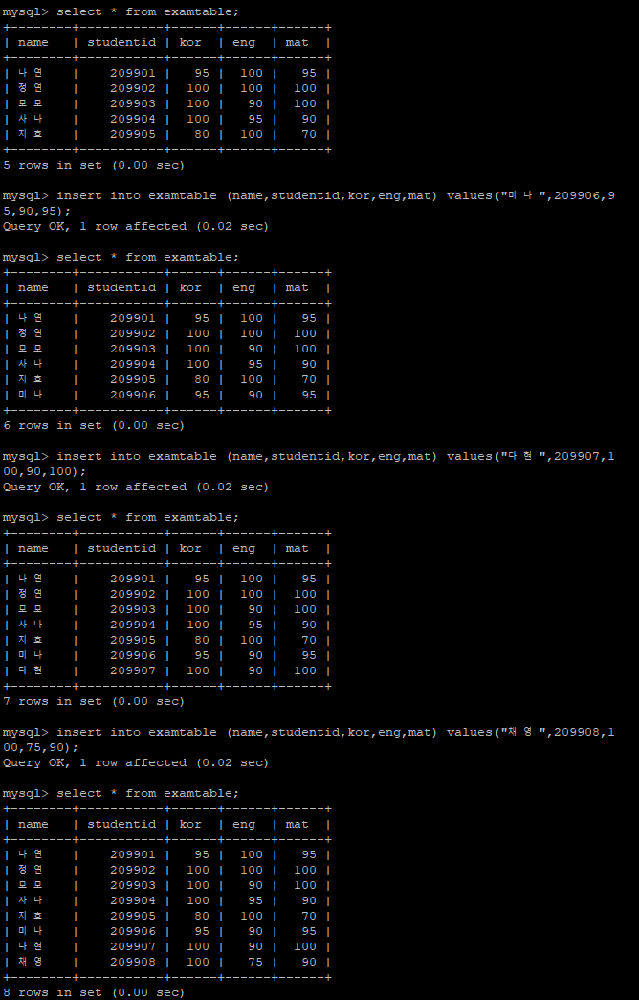 mysql> select * from examtable;
+--------+-----------+------+------+------+
| name   | studentid | kor  | eng  | mat  |
+--------+-----------+------+------+------+
| 나 연    |    209901 |   95 |  100 |   95 |
| 정 연    |    209902 |  100 |  100 |  100 |
| 모 모    |    209903 |  100 |   90 |  100 |
| 사 나    |    209904 |  100 |   95 |   90 |
| 지 효    |    209905 |   80 |  100 |   70 |
+--------+-----------+------+------+------+
5 rows in set (0.00 sec)
mysql> insert into examtable (name,studentid,kor,eng,mat) values("미 나 ",209906,9
5,90,95);
Query OK, 1 row affected (0.02 sec)
mysql> select * from examtable;
+--------+-----------+------+------+------+
| name   | studentid | kor  | eng  | mat  |
+--------+-----------+------+------+------+
| 나 연    |    209901 |   95 |  100 |   95 |
| 정 연    |    209902 |  100 |  100 |  100 |
| 모 모    |    209903 |  100 |   90 |  100 |
| 사 나    |    209904 |  100 |   95 |   90 |
| 지 효    |    209905 |   80 |  100 |   70 |
| 미 나    |    209906 |   95 |   90 |   95 |
+--------+-----------+------+------+------+
6 rows in set (0.00 sec)
mysql> insert into examtable (name,studentid,kor,eng,mat) values("다 현 ",209907,1
00,90,100);
Query OK, 1 row affected (0.02 sec)
mysql> select * from examtable;
+--------+-----------+------+------+------+
| name   | studentid | kor  | eng  | mat  |
+--------+-----------+------+------+------+
| 나 연    |    209901 |   95 |  100 |   95 |
| 정 연    |    209902 |  100 |  100 |  100 |
| 모 모    |    209903 |  100 |   90 |  100 |
| 사 나    |    209904 |  100 |   95 |   90 |
| 지 효    |    209905 |   80 |  100 |   70 |
| 미 나    |    209906 |   95 |   90 |   95 |
| 다 현    |    209907 |  100 |   90 |  100 |
+--------+-----------+------+------+------+
7 rows in set (0.00 sec)
mysql> insert into examtable (name,studentid,kor,eng,mat) values("채 영 ",209908,1
00,75,90);
Query OK, 1 row affected (0.02 sec)
mysql> select * from examtable;
+--------+-----------+------+------+------+
| name   | studentid | kor  | eng  | mat  |
+--------+-----------+------+------+------+
| 나 연    |    209901 |   95 |  100 |   95 |
| 정 연    |    209902 |  100 |  100 |  100 |
| 모 모    |    209903 |  100 |   90 |  100 |
| 사 나    |    209904 |  100 |   95 |   90 |
| 지 효    |    209905 |   80 |  100 |   70 |
| 미 나    |    209906 |   95 |   90 |   95 |
| 다 현    |    209907 |  100 |   90 |  100 |
| 채 영    |    209908 |  100 |   75 |   90 |
+--------+-----------+------+------+------+
8 rows in set (0.00 sec)